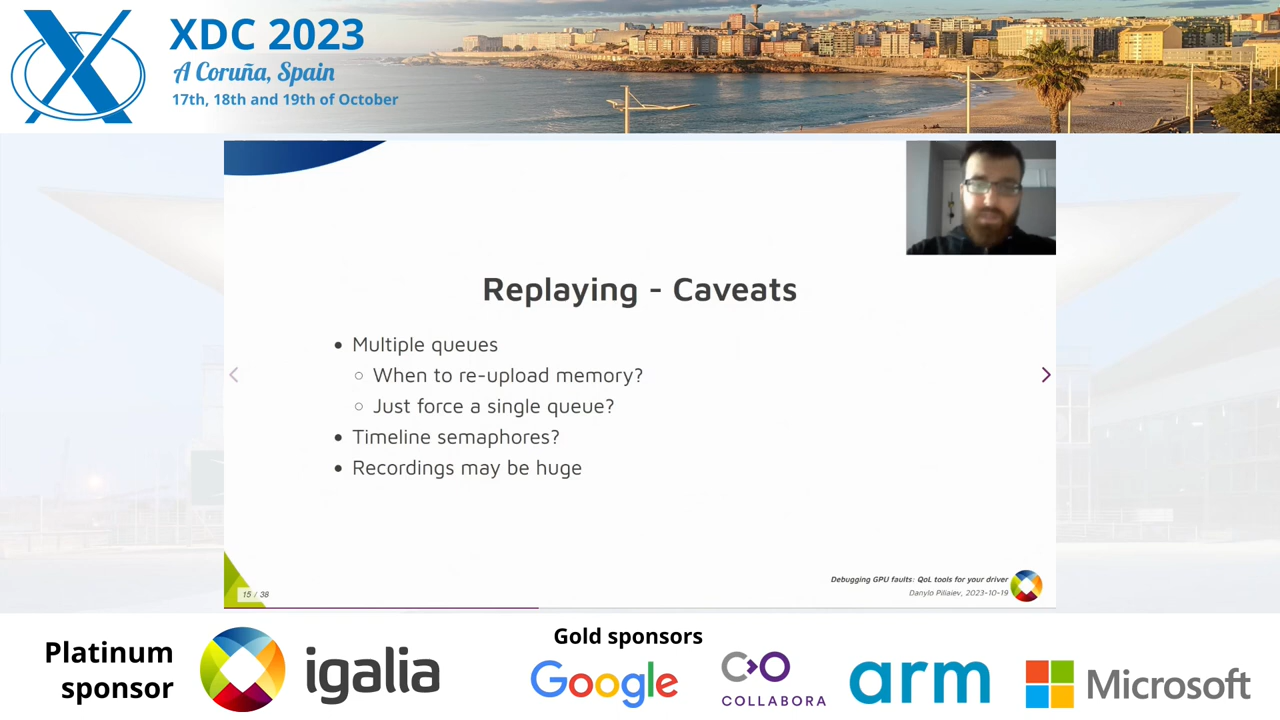 XDC 2023
A Coruña, Spain
17th, 18th and 19th of October
Replaying - Caveats
Multiple queues
When to re-upload memory?
Just force a single queue?
Timeline semaphores?
Recordings may be huge
15 / 38
Debugging GPU faults: QoL tools for your driver
Danylo Piliaiev, 2023-10-19
Platinum
sponsor
igalia
Gold sponsors
Google
COLLABORA
arm
Microsoft